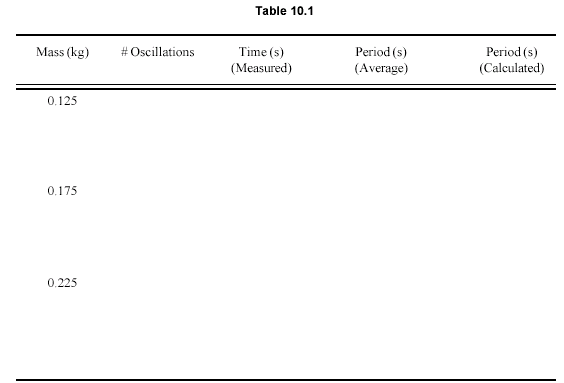 Table 10.1
Mass (kg) # Oscillations Time (s) Period (s) Period (s)
(Measured) (Average) (Calculated)
0.125
0.175
0.225